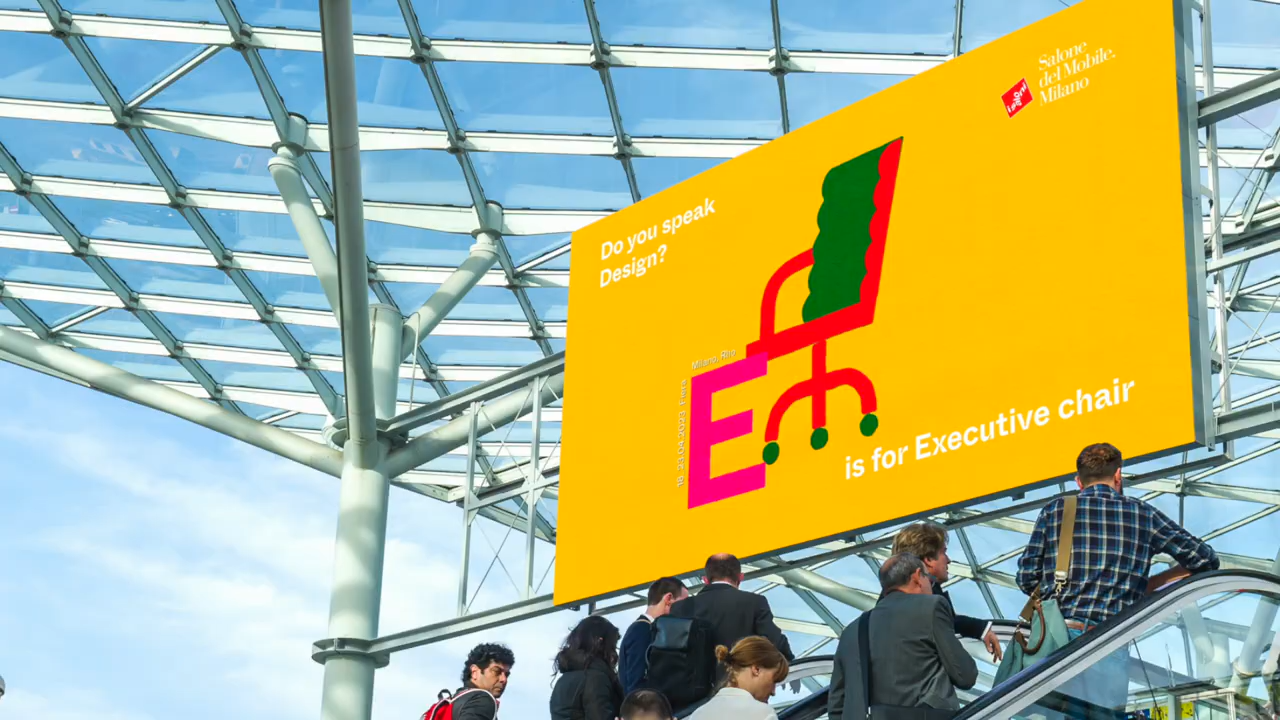 Salone
del Mobile.
Milano
Do you speak
Design?
Milano, Rho
18–23.04.2023 Fiera
E
is for Executive chair